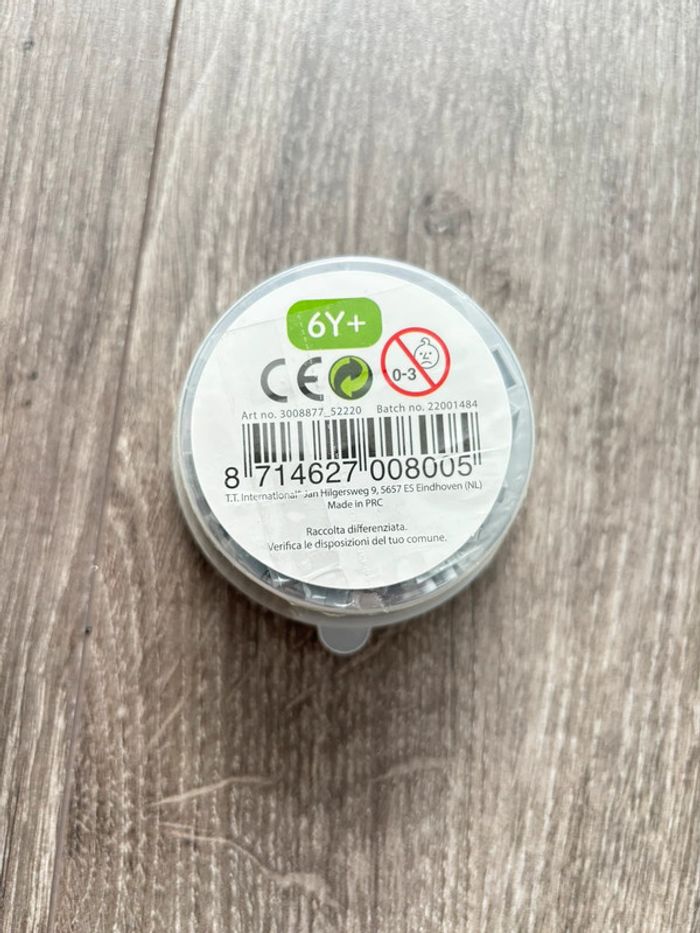 6Y+
CE
0-3
Art no. 3008877_52220 Batch no. 22001484
8 714627 008005
T.T. International Jan Hilgersweg 9, 5657 ES Eindhoven (NL)
Made in PRC
Raccolta differenziata.
Verifica le disposizioni del tuo comune.